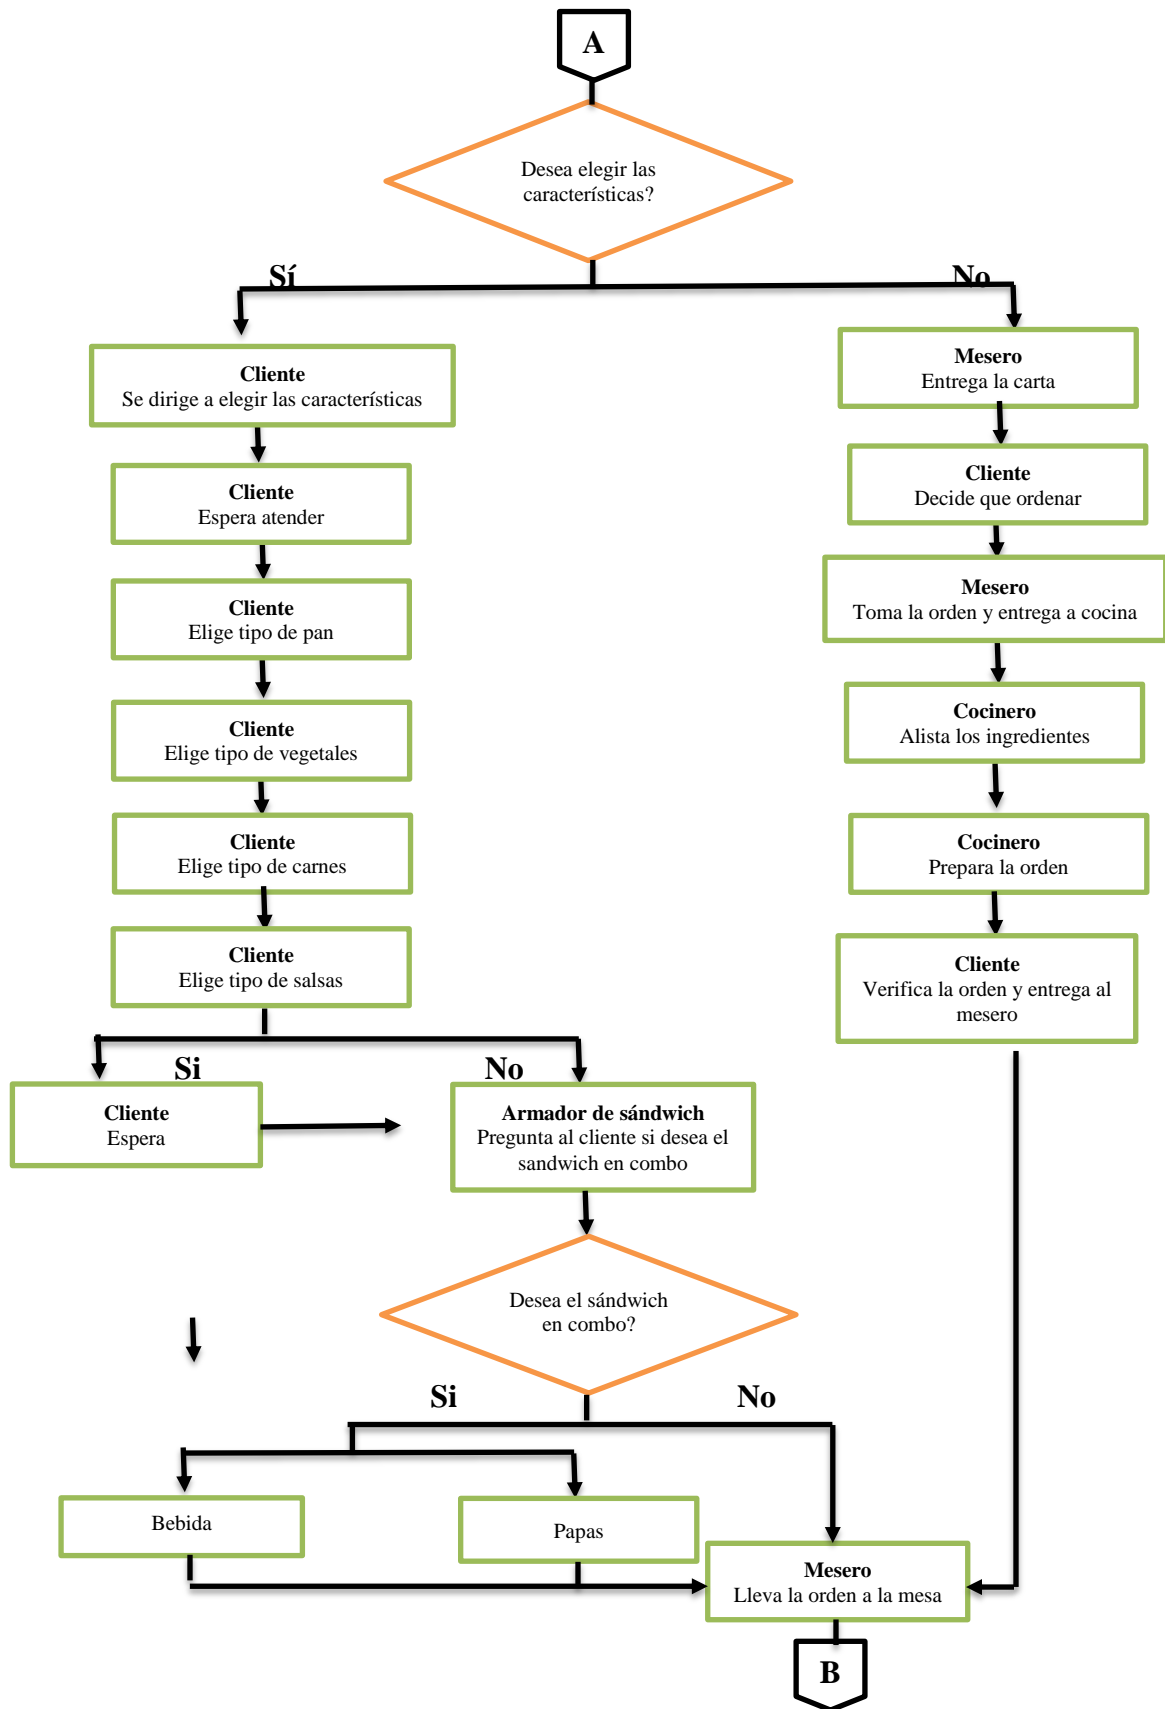 A
Desea elegir las
características?
Sí
No
Cliente
Se dirige a elegir las características
Cliente
Espera atender
Cliente
Elige tipo de pan
Cliente
Elige tipo de vegetales
Cliente
Elige tipo de carnes
Cliente
Elige tipo de salsas
Mesero
Entrega la carta
Cliente
Decide que ordenar
Mesero
Toma la orden y entrega a cocina
Cocinero
Alista los ingredientes
Cocinero
Prepara la orden
Cliente
Verifica la orden y entrega al
mesero
Si
No
Cliente
Espera
Armador de sándwich
Pregunta al cliente si desea el
sandwich en combo
Desea el sándwich
en combo?
Si
No
Bebida
Papas
Mesero
Lleva la orden a la mesa
B